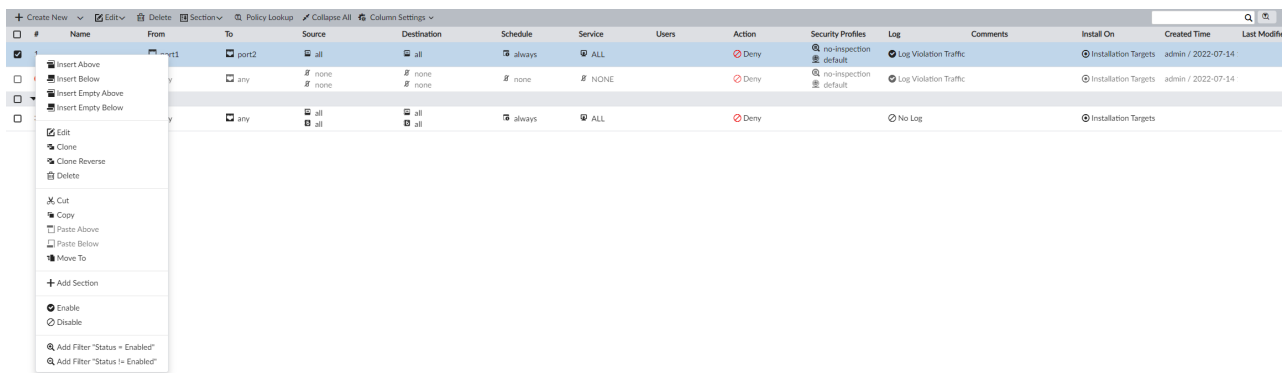 Create New Edit Delete Section Policy Lookup Collapse All Column Settings
# Name From To Source Destination Schedule Service Users Action Security Profiles Log Comments Install On Created Time Last Modifie
1 port1 port2 all all always ALL Deny no-inspection default Log Violation Traffic Installation Targets admin / 2022-07-14
y any none none none none none NONE Deny no-inspection default Log Violation Traffic Installation Targets admin / 2022-07-14
y any all all all all always ALL Deny No Log Installation Targets
Insert Above
Insert Below
Insert Empty Above
Insert Empty Below
Edit
Clone
Clone Reverse
Delete
Cut
Copy
Paste Above
Paste Below
Move To
Add Section
Enable
Disable
Add Filter "Status = Enabled"
Add Filter "Status != Enabled"